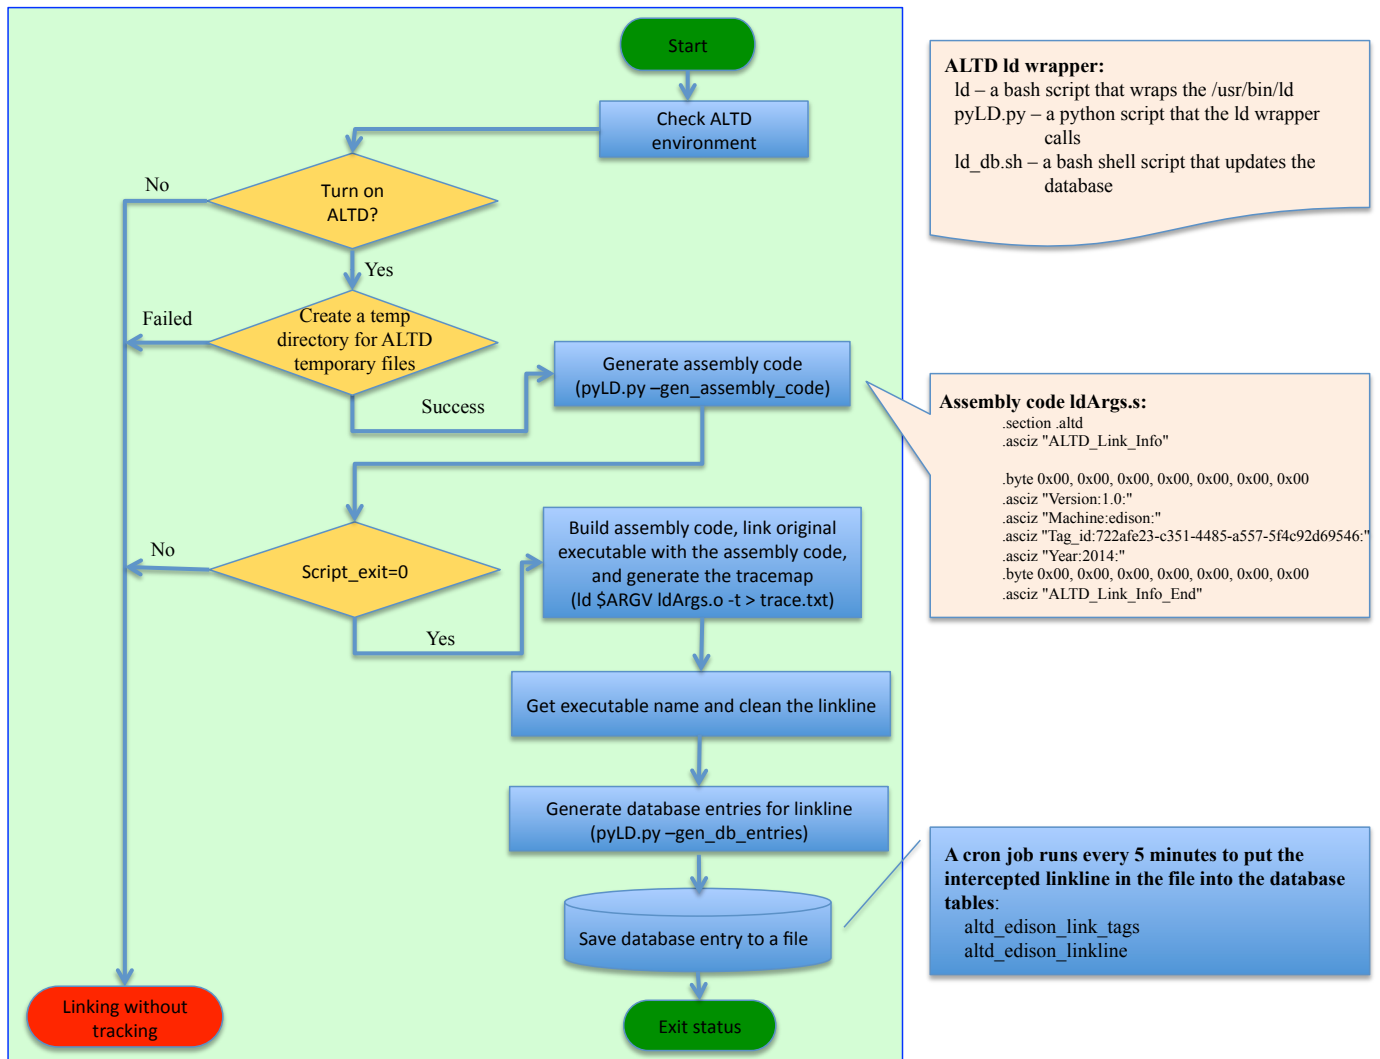 Start
Check ALTD
environment
Turn on
ALTD?
No
Yes
Create a temp
directory for ALTD
temporary files
Failed
Success
Generate assembly code
(pyLD.py –gen_assembly_code)
Script_exit=0
No
Yes
Build assembly code, link original
executable with the assembly code,
and generate the tracemap
(ld $ARGV ldArgs.o -t > trace.txt)
Get executable name and clean the linkline
Generate database entries for linkline
(pyLD.py –gen_db_entries)
Save database entry to a file
Exit status
Linking without
tracking
ALTD ld wrapper:
ld – a bash script that wraps the /usr/bin/ld
pyLD.py – a python script that the ld wrapper
calls
ld_db.sh – a bash shell script that updates the
database
Assembly code ldArgs.s:
.section .altd
.asciz "ALTD_Link_Info"
.byte 0x00, 0x00, 0x00, 0x00, 0x00, 0x00, 0x00
.asciz "Version:1.0:"
.asciz "Machine:edison:"
.asciz "Tag_id:722afe23-c351-4485-a557-5f4c92d69546:"
.asciz "Year:2014:"
.byte 0x00, 0x00, 0x00, 0x00, 0x00, 0x00, 0x00
.asciz "ALTD_Link_Info_End"
A cron job runs every 5 minutes to put the
intercepted linkline in the file into the database
tables:
altd_edison_link_tags
altd_edison_linkline